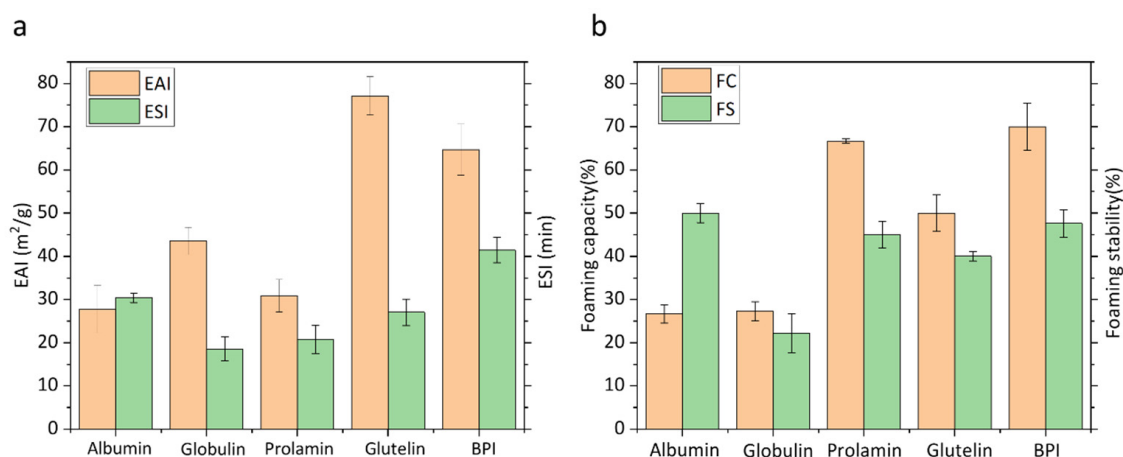 a
EAI
ESI
EAI (m²/g)
80
70
60
50
40
30
20
10
0
ESI (min)
Albumin Globulin Prolamin Glutelin BPI
b
FC
FS
Foaming capacity(%)
80
70
60
50
40
30
20
10
0
Foaming stability(%)
Albumin Globulin Prolamin Glutelin BPI